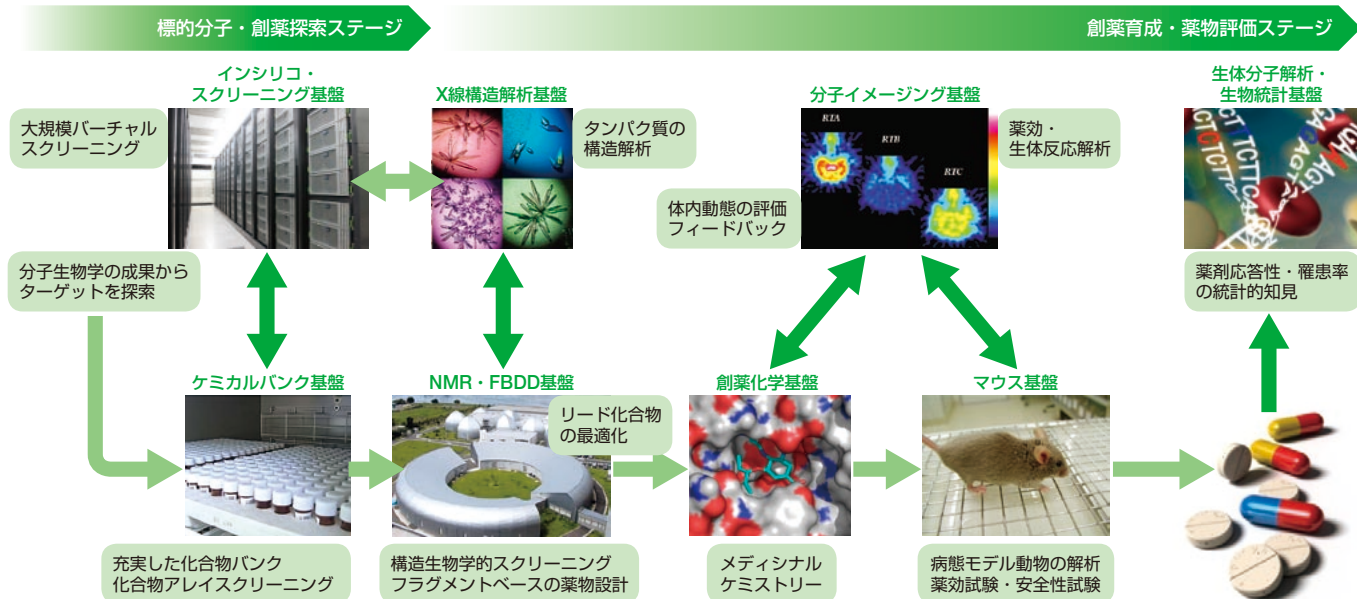 標的分子・創薬探索ステージ
創薬育成・薬物評価ステージ
インシリコ・
スクリーニング基盤
大規模バーチャル
スクリーニング
X線構造解析基盤
タンパク質の
構造解析
分子イメージング基盤
RTA
RTB
RTC
薬効・
生体反応解析
体内動態の評価
フィードバック
生体分子解析・
生物統計基盤
薬剤応答性・罹患率
の統計的知見
分子生物学の成果から
ターゲットを探索
ケミカルバンク基盤
充実した化合物バンク
化合物アレイスクリーニング
NMR・FBDD基盤
リード化合物
の最適化
構造生物学的スクリーニング
フラグメントベースの薬物設計
創薬化学基盤
メディシナル
ケミストリー
マウス基盤
病態モデル動物の解析
薬効試験・安全性試験